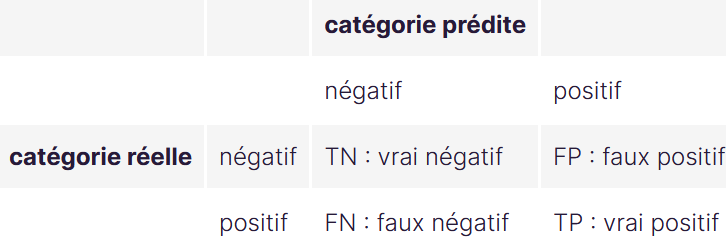 catégorie prédite
négatif positif
catégorie réelle négatif TN : vrai négatif FP : faux positif
positif FN : faux négatif TP : vrai positif